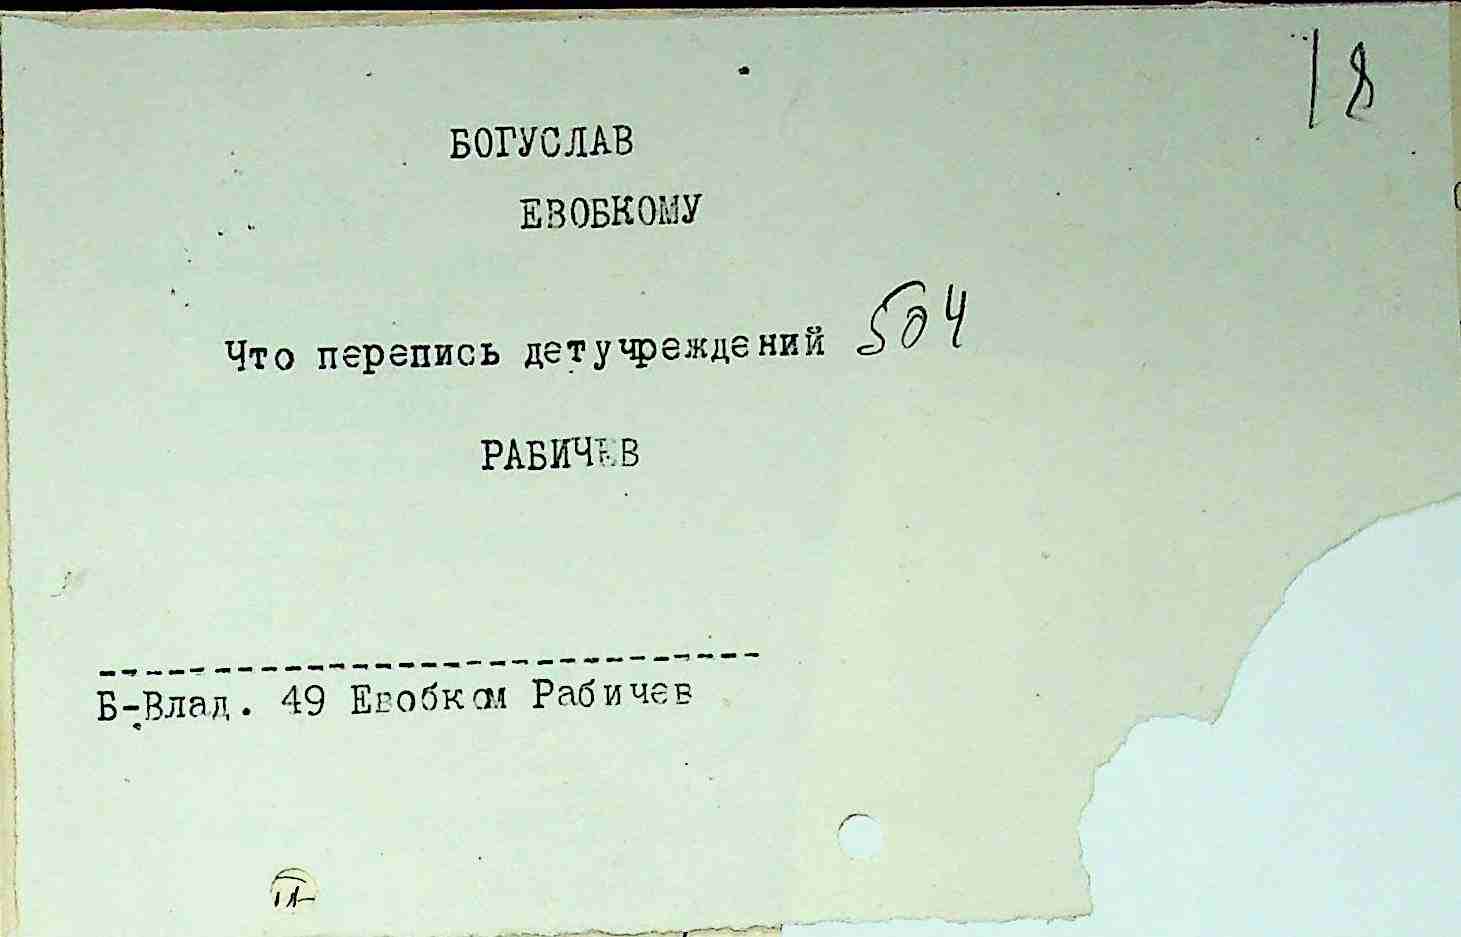 18
БОГУСЛАВ
ЕВОБКОМУ
Что перепись детучреждений 504
РАБИЧЕВ
Б-Влад. 49 Евобком Рабичев